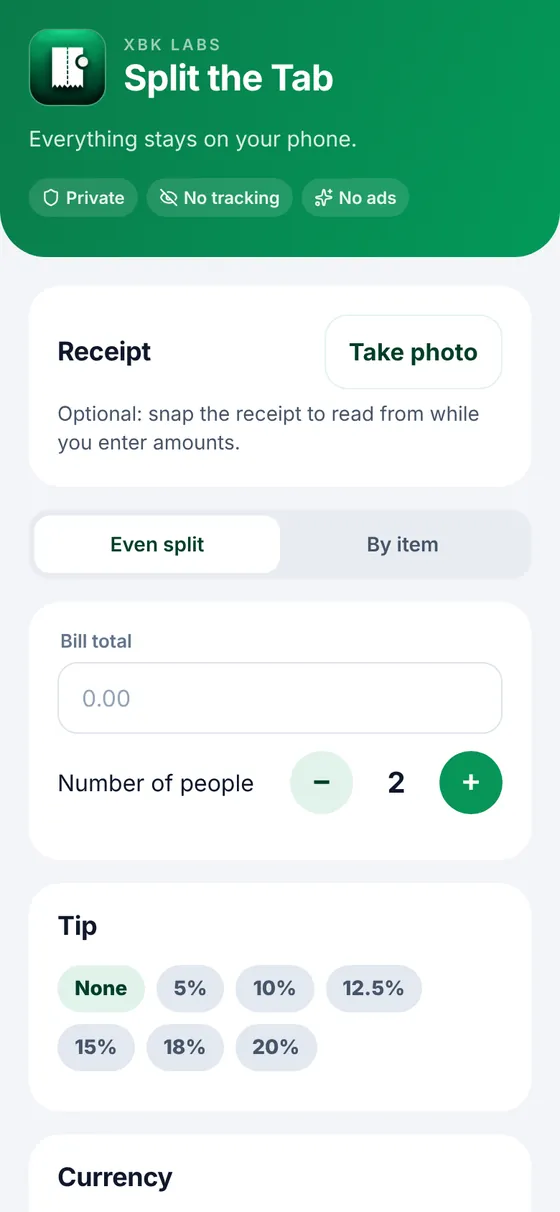 XBK LABS
Split the Tab
Everything stays on your phone.
Private
No tracking
No ads
Receipt
Take photo
Optional: snap the receipt to read from while
you enter amounts.
Even split
By item
Bill total
0.00
Number of people
−
2
+
Tip
None
5%
10%
12.5%
15%
18%
20%
Currency